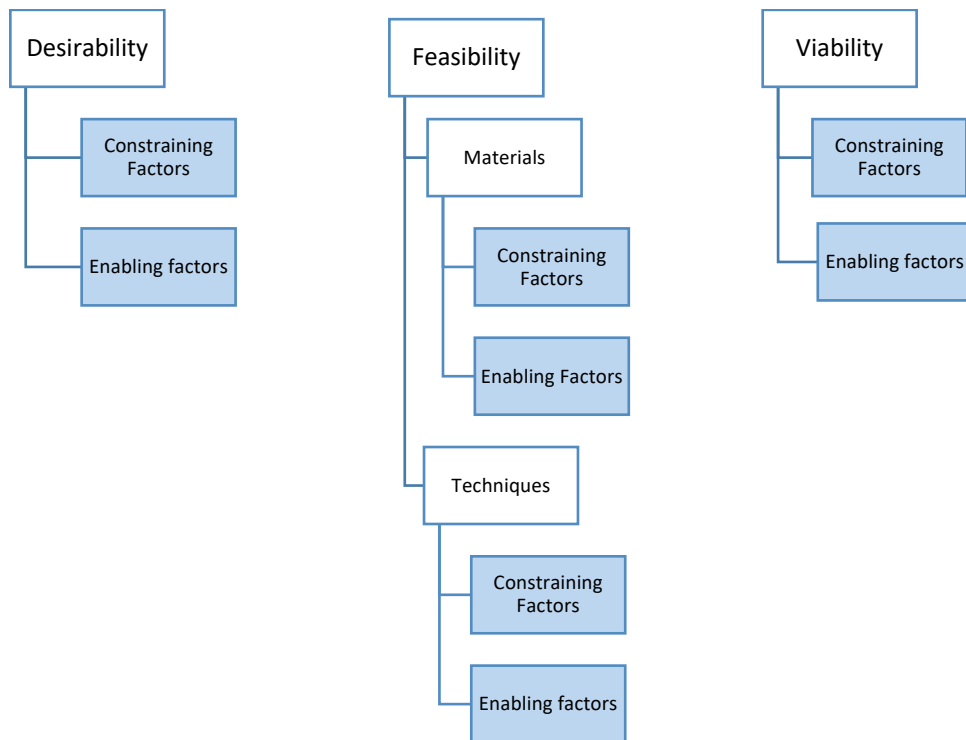 Desirability
Constraining
Factors
Enabling factors
Feasibility
Materials
Constraining
Factors
Enabling Factors
Techniques
Constraining
Factors
Enabling factors
Viability
Constraining
Factors
Enabling factors